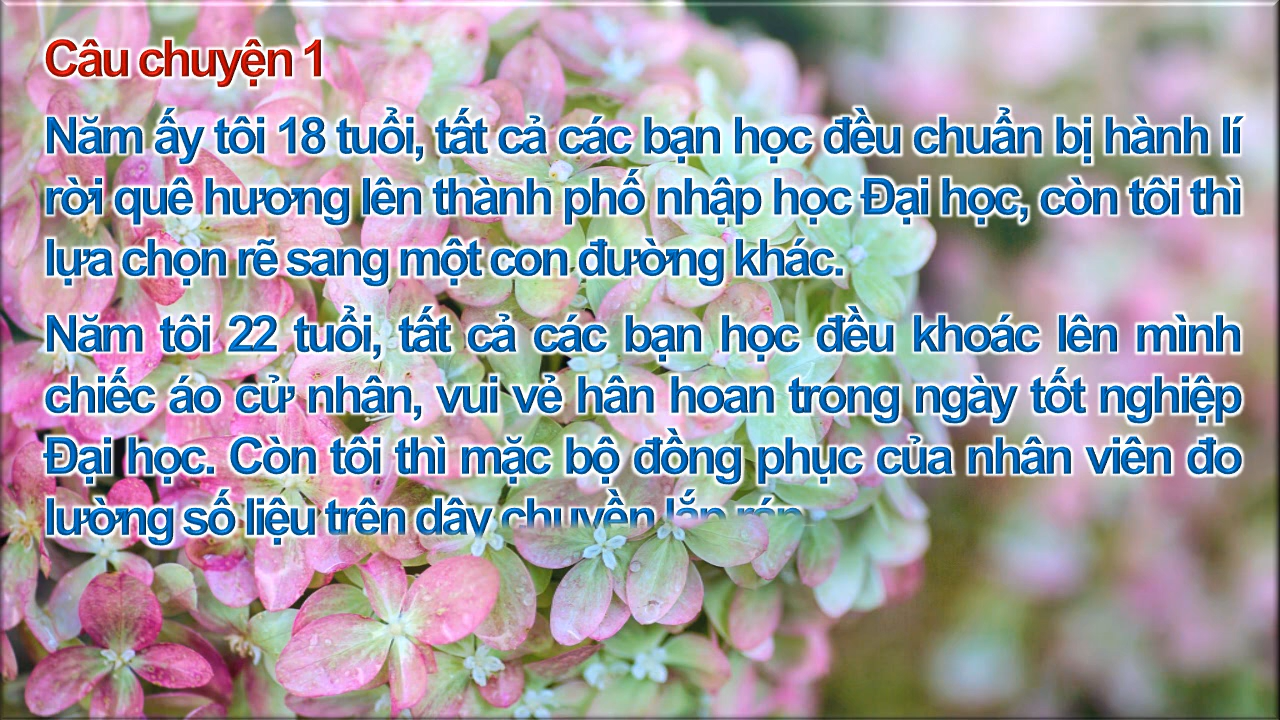 Câu chuyện 1
Năm ấy tôi 18 tuổi, tất cả các bạn học đều chuẩn bị hành lí
rời quê hương lên thành phố nhập học Đại học, còn tôi thì
lựa chọn rẽ sang một con đường khác.
Năm tôi 22 tuổi, tất cả các bạn học đều khoác lên mình
chiếc áo cử nhân, vui vẻ hân hoan trong ngày tốt nghiệp
Đại học. Còn tôi thì mặc bộ đồng phục của nhân viên đo
lường số liệu trên dây chuyền lắp ráp